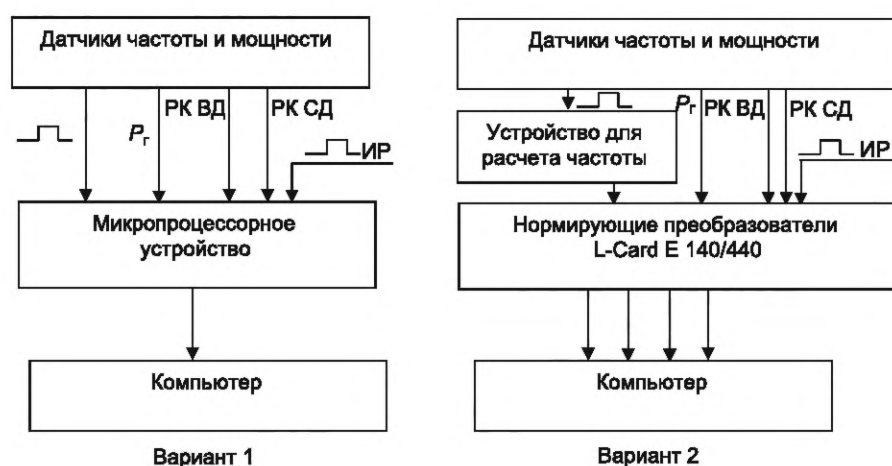 Датчики частоты и мощности
Pг
РК ВД
РК СД
ИР
Микропроцессорное
устройство
Компьютер
Вариант 1
Датчики частоты и мощности
Устройство для
расчета частоты
Pг
РК ВД
РК СД
ИР
Нормирующие преобразователи
L-Card E 140/440
Компьютер
Вариант 2